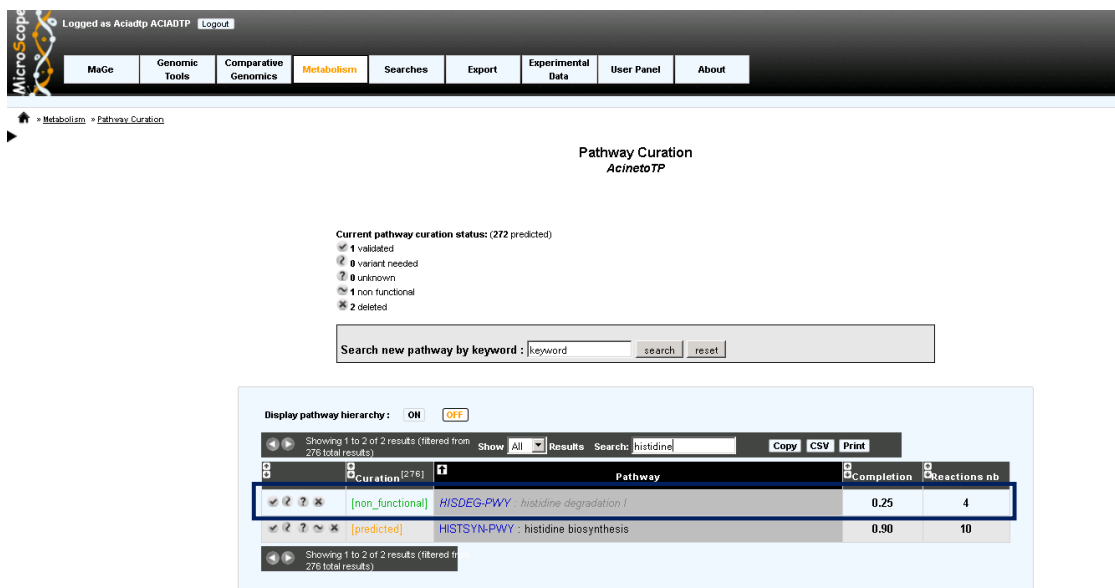 MicroScope
Logged as Aciadtp ACIADTP Logout
MaGe Genomic Tools Comparative Genomics Metabolism Searches Export Experimental Data User Panel About
» Metabolism » Pathway Curation
Pathway Curation
AcinetoTP
Current pathway curation status: (272 predicted)
1 validated
0 variant needed
0 unknown
1 non functional
2 deleted
Search new pathway by keyword : keyword search reset
Display pathway hierarchy : ON OFF
Showing 1 to 2 of 2 results (filtered from 276 total results) Show All Results Search: histidine Copy CSV Print
Curation [276] Pathway Completion Reactions nb
[non_functional] HISDEG-PWY : histidine degradation I 0.25 4
[predicted] HISTSYN-PWY : histidine biosynthesis 0.90 10
Showing 1 to 2 of 2 results (filtered from
276 total results)